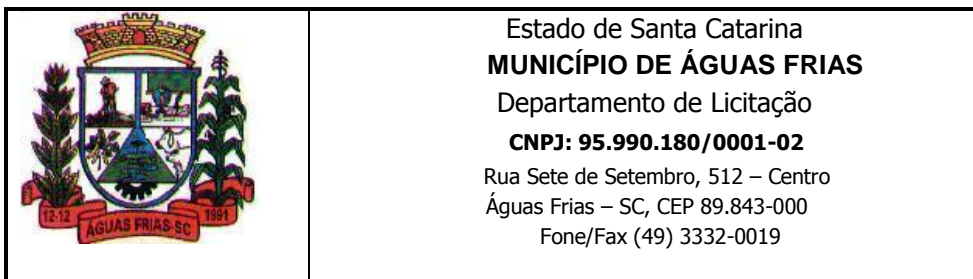 12-12
ÁGUAS FRIAS-SC
1991
Estado de Santa Catarina
MUNICÍPIO DE ÁGUAS FRIAS
Departamento de Licitação
CNPJ: 95.990.180/0001-02
Rua Sete de Setembro, 512 – Centro
Águas Frias – SC, CEP 89.843-000
Fone/Fax (49) 3332-0019